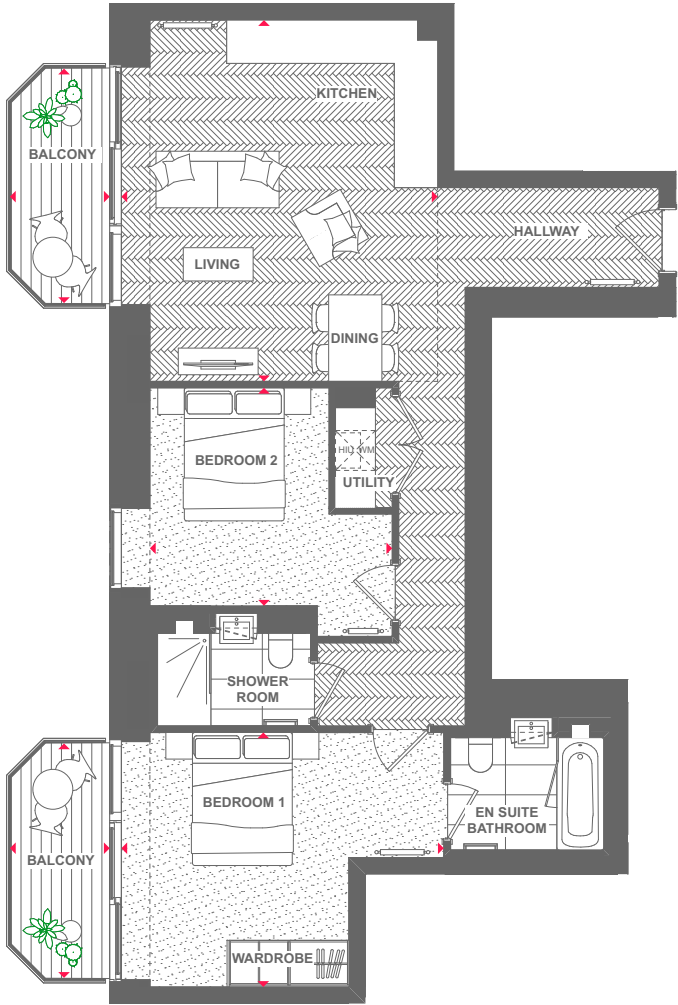 KITCHEN
BALCONY
HALLWAY
LIVING
DINING
BEDROOM 2
HIU WM
UTILITY
SHOWER
ROOM
BEDROOM 1
EN SUITE
BATHROOM
BALCONY
WARDROBE